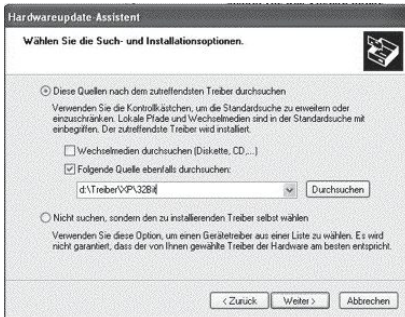 Hardwareupdate-Assistent
Wählen Sie die Such- und Installationsoptionen.
Diese Quellen nach dem zutreffendsten Treiber durchsuchen
Verwenden Sie die Kontrollkästchen, um die Standardsuche zu erweitern oder
einzuschränken. Lokale Pfade und Wechselmedien sind in der Standardsuche mit
einbegriffen. Der zutreffendste Treiber wird installiert.
Wechselmedien durchsuchen (Diskette, CD,...)
Folgende Quelle ebenfalls durchsuchen:
d:\Treiber\XP\32Bit
Durchsuchen
Nicht suchen, sondern den zu installierenden Treiber selbst wählen
Verwenden Sie diese Option, um einen Gerätetreiber aus einer Liste zu wählen. Es wird
nicht garantiert, dass der von Ihnen gewählte Treiber der Hardware am besten entspricht.
< Zurück
Weiter >
Abbrechen